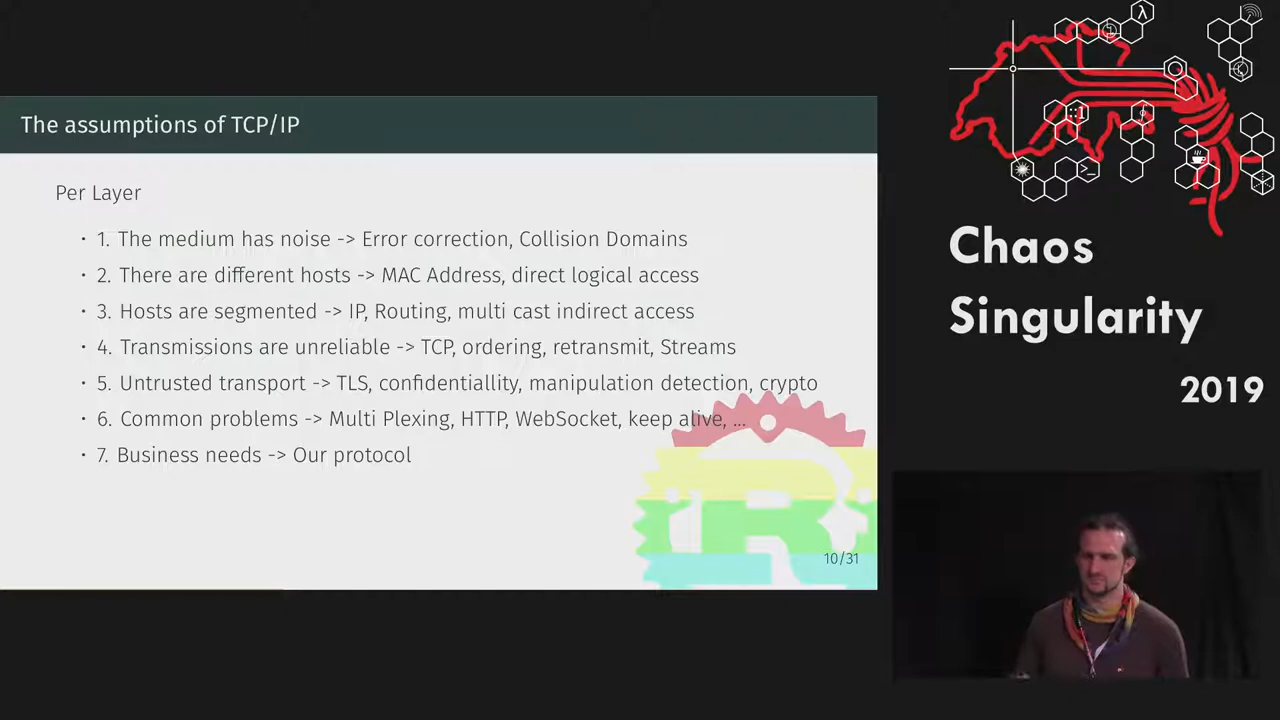 The assumptions of TCP/IP
Per Layer
• 1. The medium has noise -> Error correction, Collision Domains
• 2. There are different hosts -> MAC Address, direct logical access
• 3. Hosts are segmented -> IP, Routing, multi cast indirect access
• 4. Transmissions are unreliable -> TCP, ordering, retransmit, Streams
• 5. Untrusted transport -> TLS, confidentiallity, manipulation detection, crypto
• 6. Common problems -> Multi Plexing, HTTP, WebSocket, keep alive, ...
• 7. Business needs -> Our protocol
10/31
λ
::1
>_
Chaos
Singularity
2019